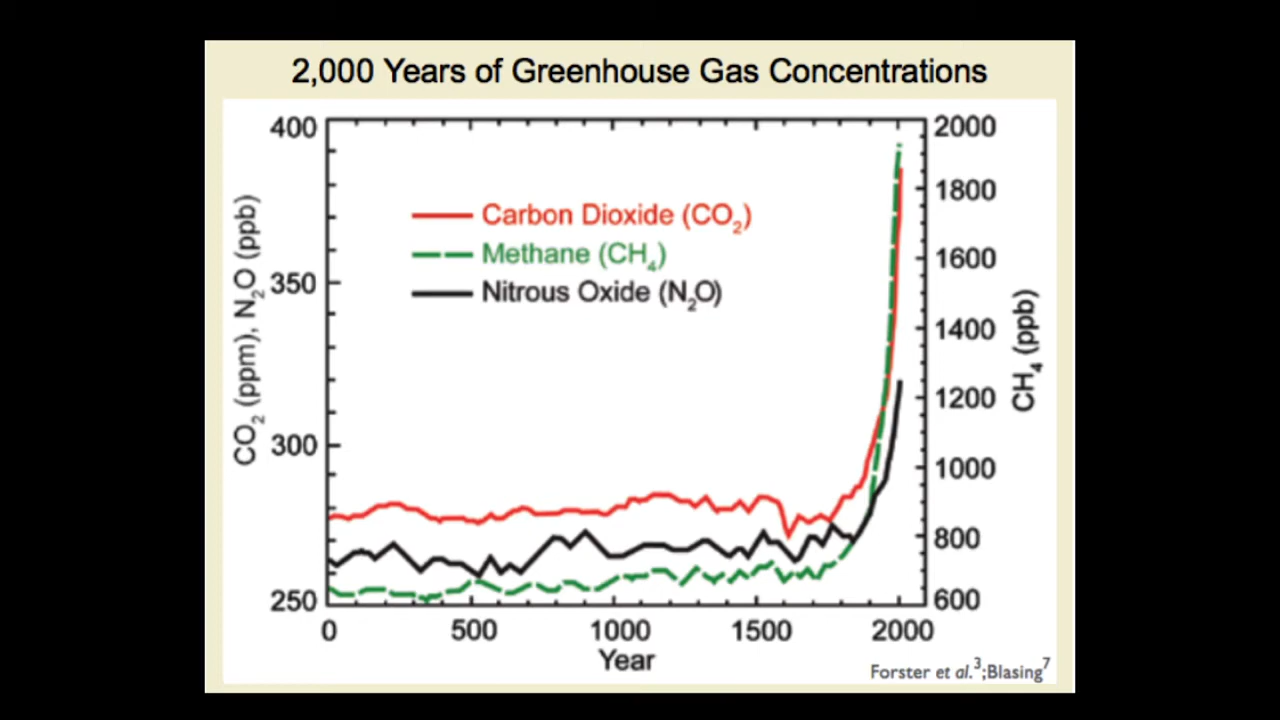 2,000 Years of Greenhouse Gas Concentrations
400
350
300
250
CO₂ (ppm), N₂O (ppb)
Carbon Dioxide (CO₂)
Methane (CH₄)
Nitrous Oxide (N₂O)
2000
1800
1600
1400
1200
1000
800
600
CH₄ (ppb)
0 500 1000 1500 2000
Year
Forster et al.³;Blasing⁷